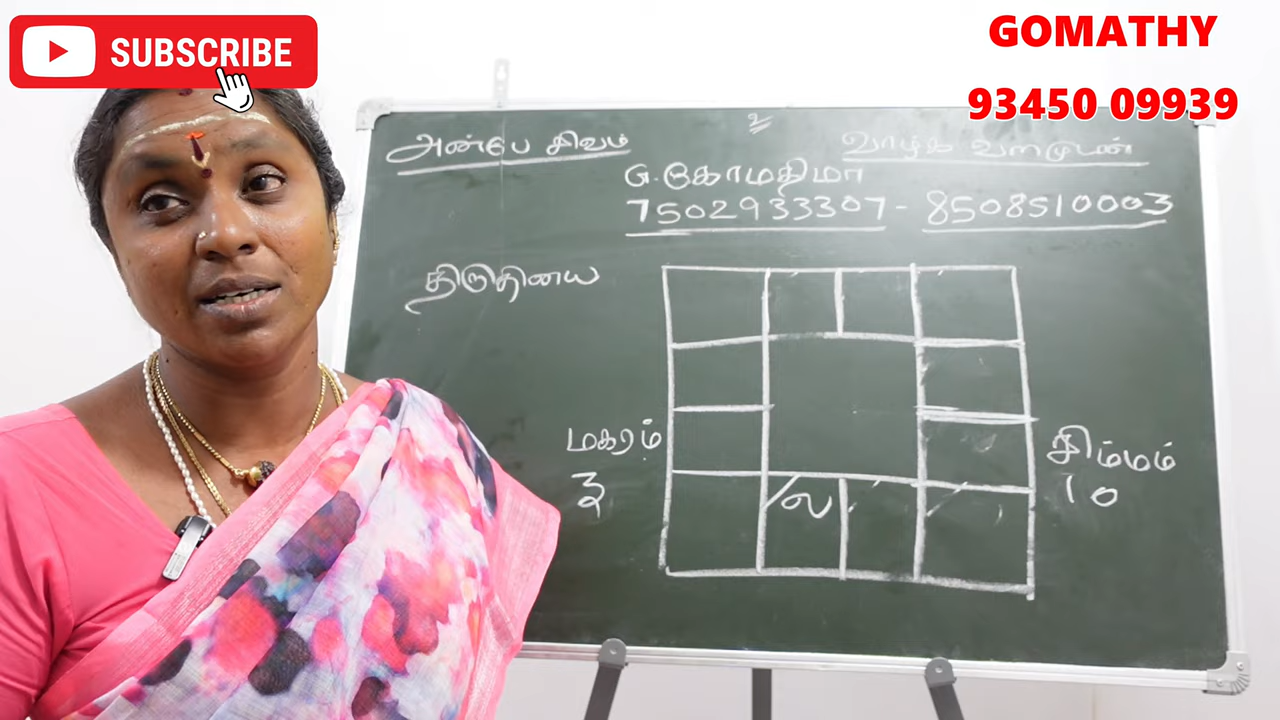 SUBSCRIBE
GOMATHY
93450 09939
உ
அன்பே சிவம்
வாழ்க வளமுடன்
G.கோமதிமா
7502933307 - 8508510003
திருதியை
மகரம்
3
சிம்மம்
10
ல